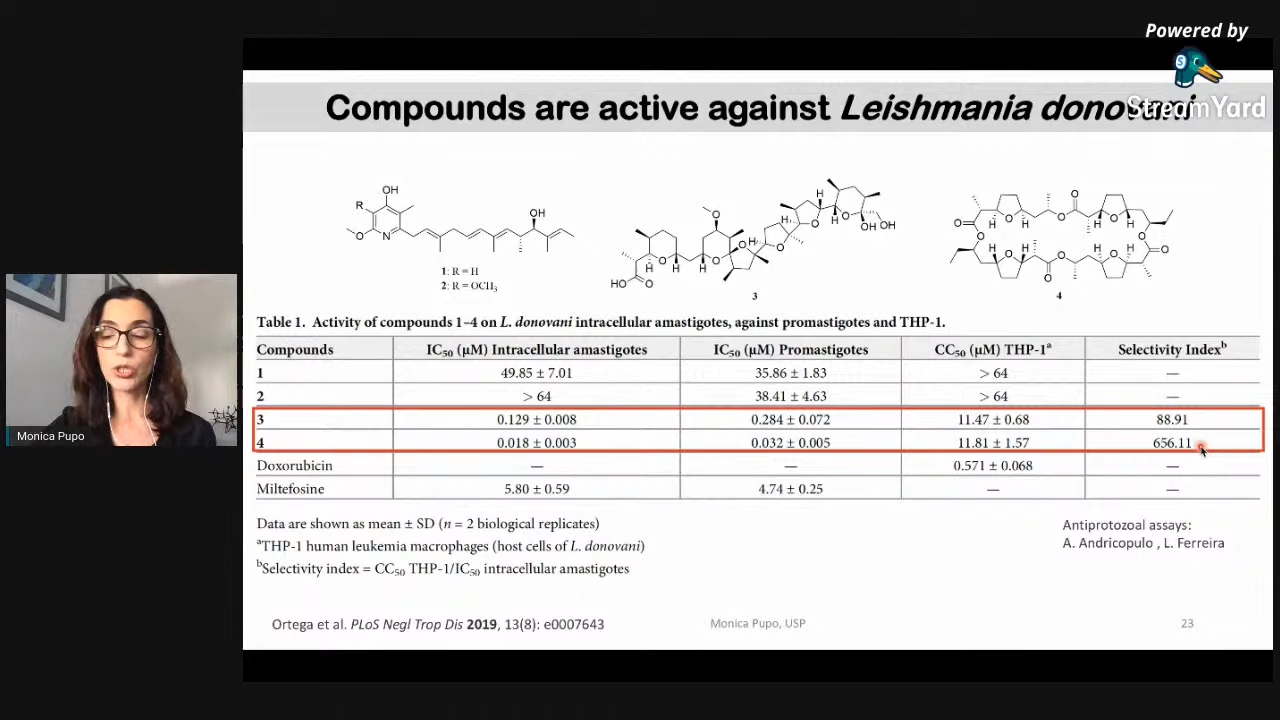 Powered by
StreamYard
Compounds are active against Leishmania donovani
OH
R
O
N
OH
1: R = H
2: R = OCH3
O
H
O
H
H
H
O
H
O
H
O
H
O
H
O
OH
OH
HO
O
3
O
H
O
H
O
O
H
O
H
O
O
O
H
O
H
O
O
H
O
H
O
4
Table 1. Activity of compounds 1–4 on L. donovani intracellular amastigotes, against promastigotes and THP-1.
Compounds IC50 (μM) Intracellular amastigotes IC50 (μM) Promastigotes CC50 (μM) THP-1a Selectivity Indexb
1 49.85 ± 7.01 35.86 ± 1.83 > 64 —
2 > 64 38.41 ± 4.63 > 64 —
3 0.129 ± 0.008 0.284 ± 0.072 11.47 ± 0.68 88.91
4 0.018 ± 0.003 0.032 ± 0.005 11.81 ± 1.57 656.11
Doxorubicin — — 0.571 ± 0.068 —
Miltefosine 5.80 ± 0.59 4.74 ± 0.25 — —
Data are shown as mean ± SD (n = 2 biological replicates)
aTHP-1 human leukemia macrophages (host cells of L. donovani)
bSelectivity index = CC50 THP-1/IC50 intracellular amastigotes
Antiprotozoal assays:
A. Andricopulo , L. Ferreira
Ortega et al. PLoS Negl Trop Dis 2019, 13(8): e0007643
Monica Pupo, USP
23
Monica Pupo